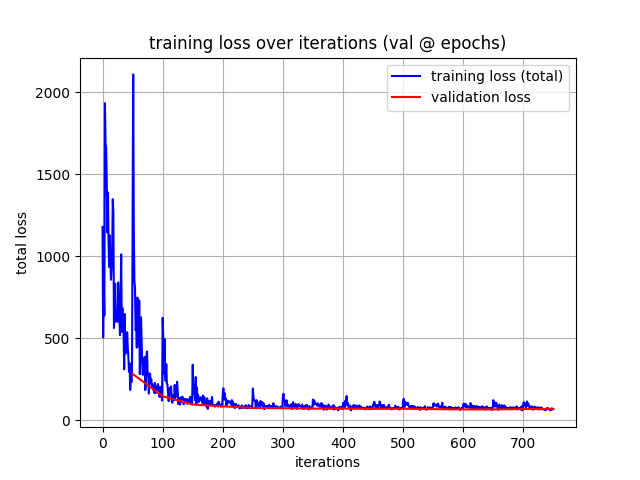 training loss over iterations (val @ epochs)
training loss (total)
validation loss
total loss
2000
1500
1000
500
0
0 100 200 300 400 500 600 700
iterations